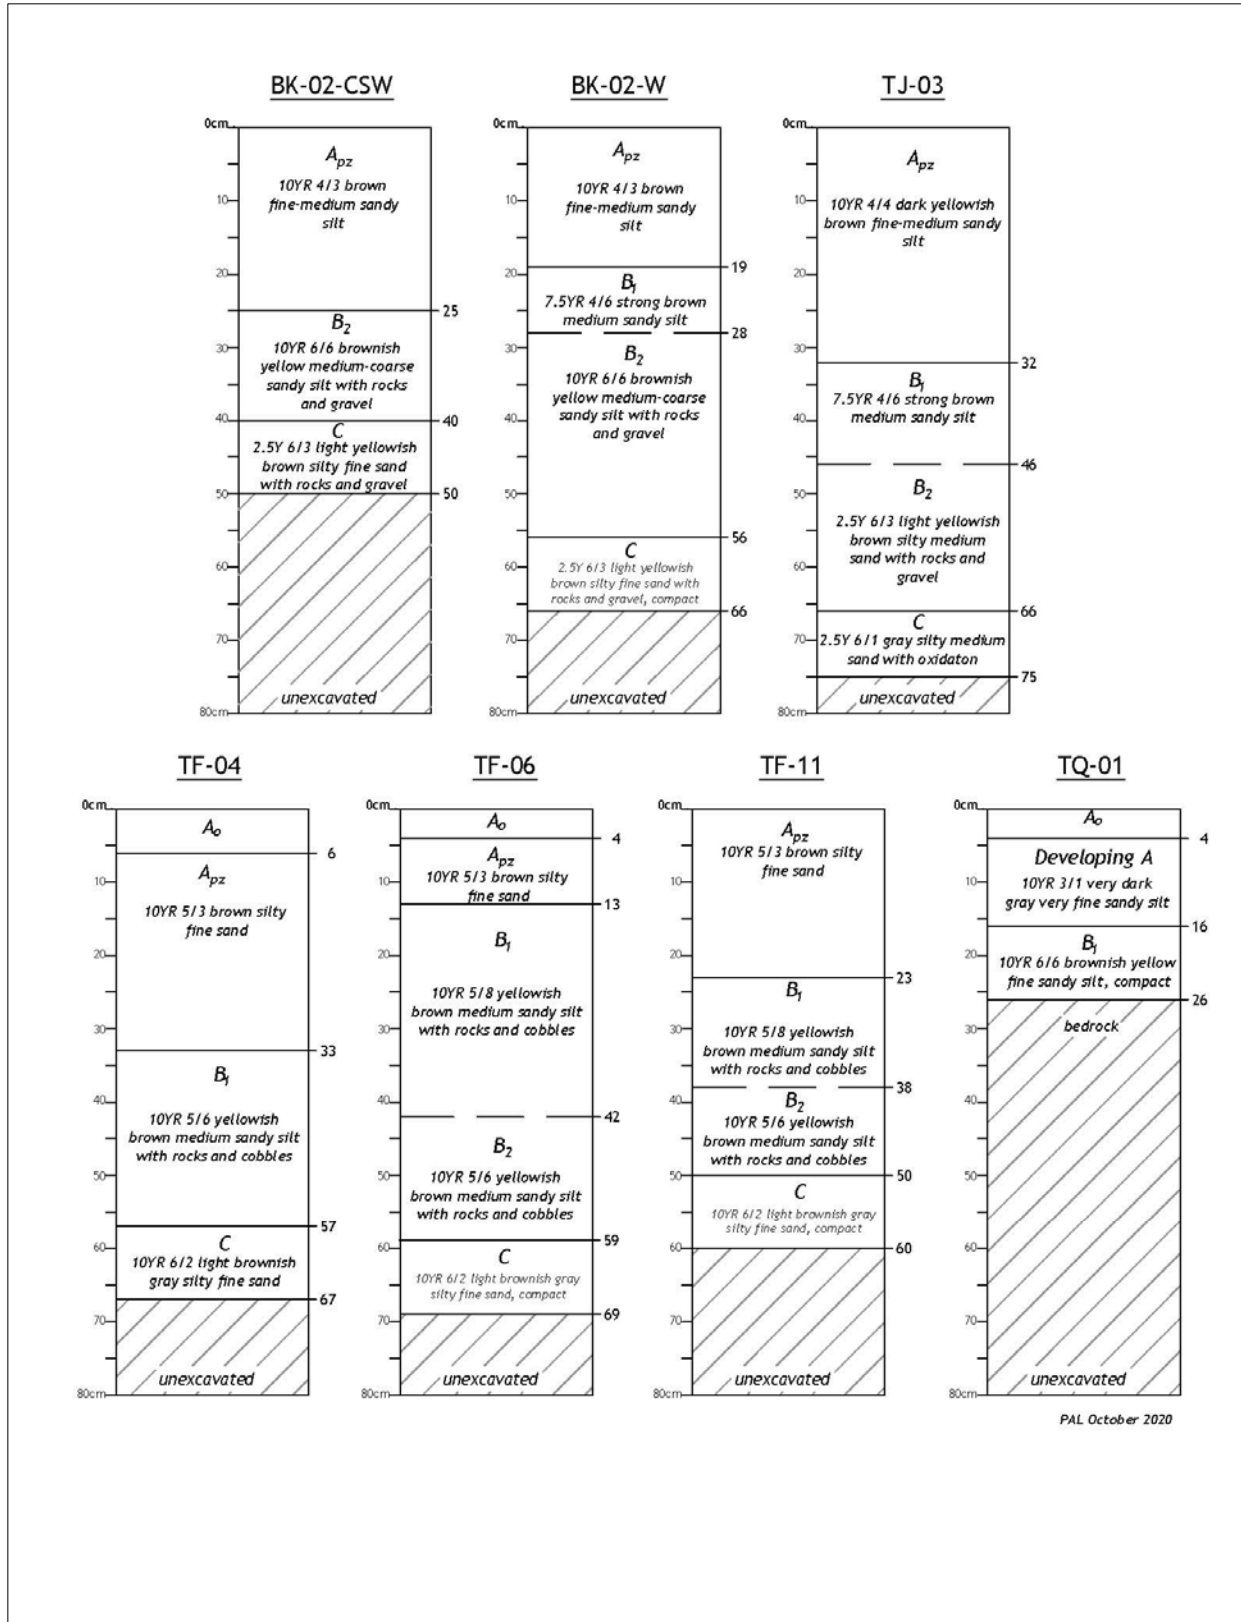 BK-02-CSW
0cm
Apz
10YR 4/3 brown
fine-medium sandy
silt
10
20
25
B2
10YR 6/6 brownish
yellow medium-coarse
sandy silt with rocks
and gravel
30
40
40
C
2.5Y 6/3 light yellowish
brown silty fine sand
with rocks and gravel
50
50
60
70
unexcavated
80cm
BK-02-W
0cm
Apz
10YR 4/3 brown
fine-medium sandy
silt
10
19
20
B1
7.5YR 4/6 strong brown
medium sandy silt
28
30
B2
10YR 6/6 brownish
yellow medium-coarse
sandy silt with rocks
and gravel
40
50
56
C
2.5Y 6/3 light yellowish
brown silty fine sand with
rocks and gravel, compact
60
66
70
unexcavated
80cm
TJ-03
0cm
Apz
10YR 4/4 dark yellowish
brown fine-medium sandy
silt
10
20
30
32
B1
7.5YR 4/6 strong brown
medium sandy silt
40
46
B2
2.5Y 6/3 light yellowish
brown silty medium
sand with rocks and
gravel
50
60
66
C
2.5Y 6/1 gray silty medium
sand with oxidaton
70
75
unexcavated
80cm
TF-04
0cm
Ao
6
Apz
10YR 5/3 brown silty
fine sand
10
20
30
33
B1
10YR 5/6 yellowish
brown medium sandy silt
with rocks and cobbles
40
50
57
C
10YR 6/2 light brownish
gray silty fine sand
60
67
70
unexcavated
80cm
TF-06
0cm
Ao
4
Apz
10YR 5/3 brown silty
fine sand
10
13
B1
20
10YR 5/8 yellowish
brown medium sandy silt
with rocks and cobbles
30
40
42
B2
10YR 5/6 yellowish
brown medium sandy silt
with rocks and cobbles
50
59
60
C
10YR 6/2 light brownish gray
silty fine sand, compact
69
70
unexcavated
80cm
TF-11
0cm
Apz
10YR 5/3 brown silty
fine sand
10
20
23
B1
10YR 5/8 yellowish
brown medium sandy silt
with rocks and cobbles
30
38
40
B2
10YR 5/6 yellowish
brown medium sandy silt
with rocks and cobbles
50
50
C
10YR 6/2 light brownish gray
silty fine sand, compact
60
60
70
unexcavated
80cm
TQ-01
0cm
Ao
4
Developing A
10YR 3/1 very dark
gray very fine sandy silt
10
16
B1
10YR 6/6 brownish yellow
fine sandy silt, compact
20
26
bedrock
30
40
50
60
70
unexcavated
80cm
PAL October 2020